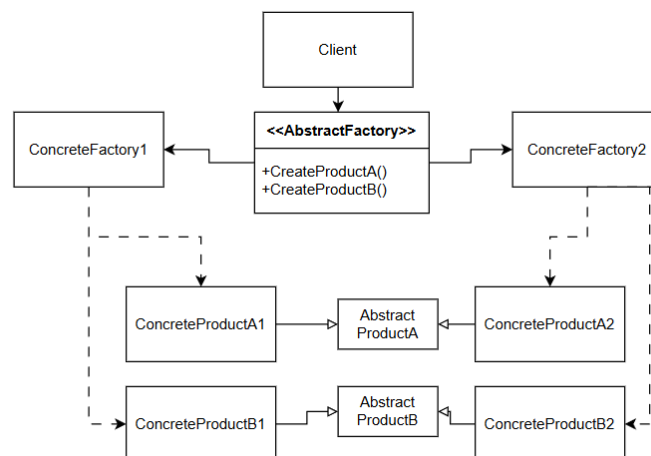 Client
<<AbstractFactory>>
ConcreteFactory1
ConcreteFactory2
+CreateProductA()
+CreateProductB()
ConcreteProductA1
Abstract
ProductA
ConcreteProductA2
ConcreteProductB1
Abstract
ProductB
ConcreteProductB2